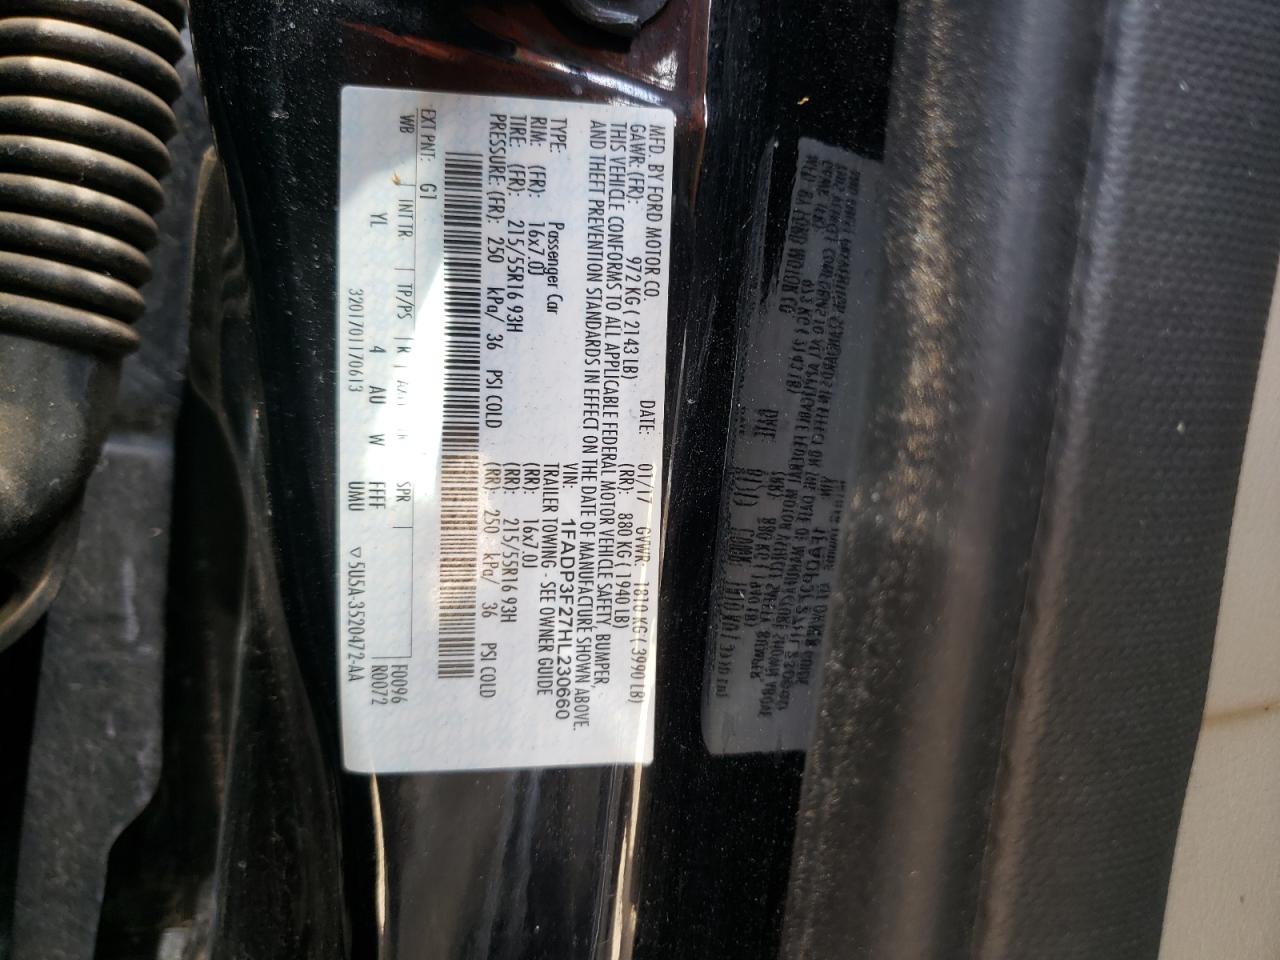 MFD. BY FORD MOTOR CO. DATE: 01/17 GVWR: 1810 KG ( 3990 LB)
GAWR: (FR): 972 KG ( 2143 LB) (RR): 880 KG ( 1940 LB)
THIS VEHICLE CONFORMS TO ALL APPLICABLE FEDERAL MOTOR VEHICLE SAFETY, BUMPER,
AND THEFT PREVENTION STANDARDS IN EFFECT ON THE DATE OF MANUFACTURE SHOWN ABOVE.
VIN: 1FADP3F27HL230660
TYPE: Passenger Car TRAILER TOWING - SEE OWNER GUIDE
RIM: (FR): 16x7.0J (RR): 16x7.0J
TIRE: (FR): 215/55R16 93H (RR): 215/55R16 93H
PRESSURE: (FR): 250 kPa/ 36 PSI COLD (RR): 250 kPa/ 36 PSI COLD
EXT PNT: G1 F0096
WB INT TR TP/PS R SPR R0072
YL 4 AU W FFF
3201701170613 UMU ▽5U5A-3520472-AA